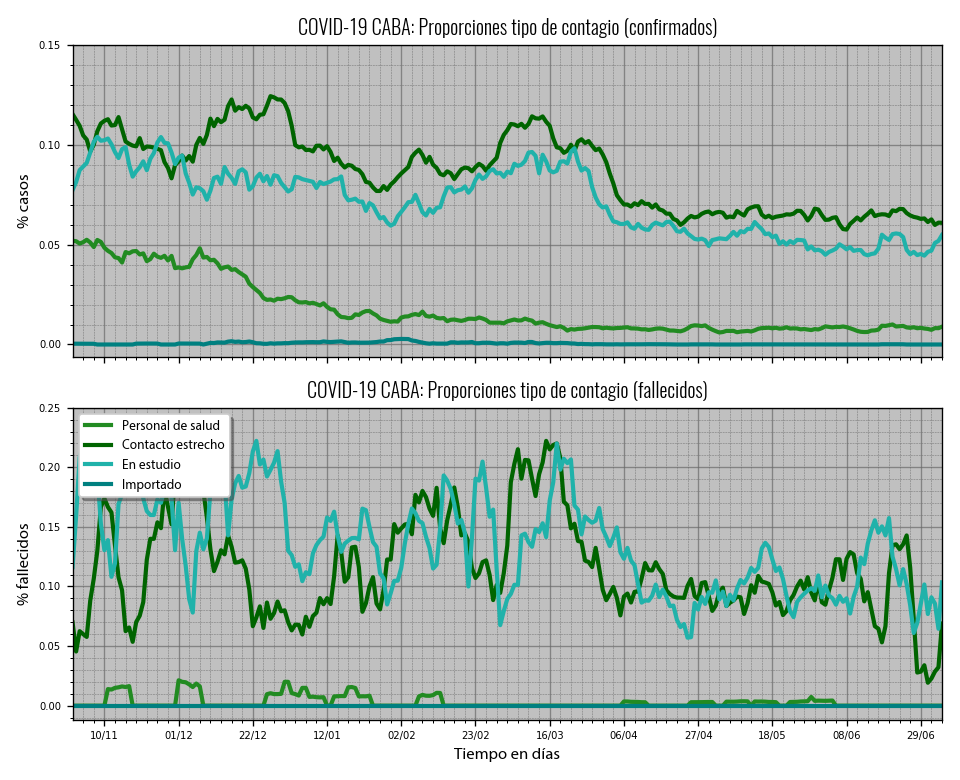 COVID-19 CABA: Proporciones tipo de contagio (confirmados)
0.15
0.10
0.05
0.00
% casos
COVID-19 CABA: Proporciones tipo de contagio (fallecidos)
0.25
0.20
0.15
0.10
0.05
0.00
% fallecidos
Personal de salud
Contacto estrecho
En estudio
Importado
10/11 01/12 22/12 12/01 02/02 23/02 16/03 06/04 27/04 18/05 08/06 29/06
Tiempo en días